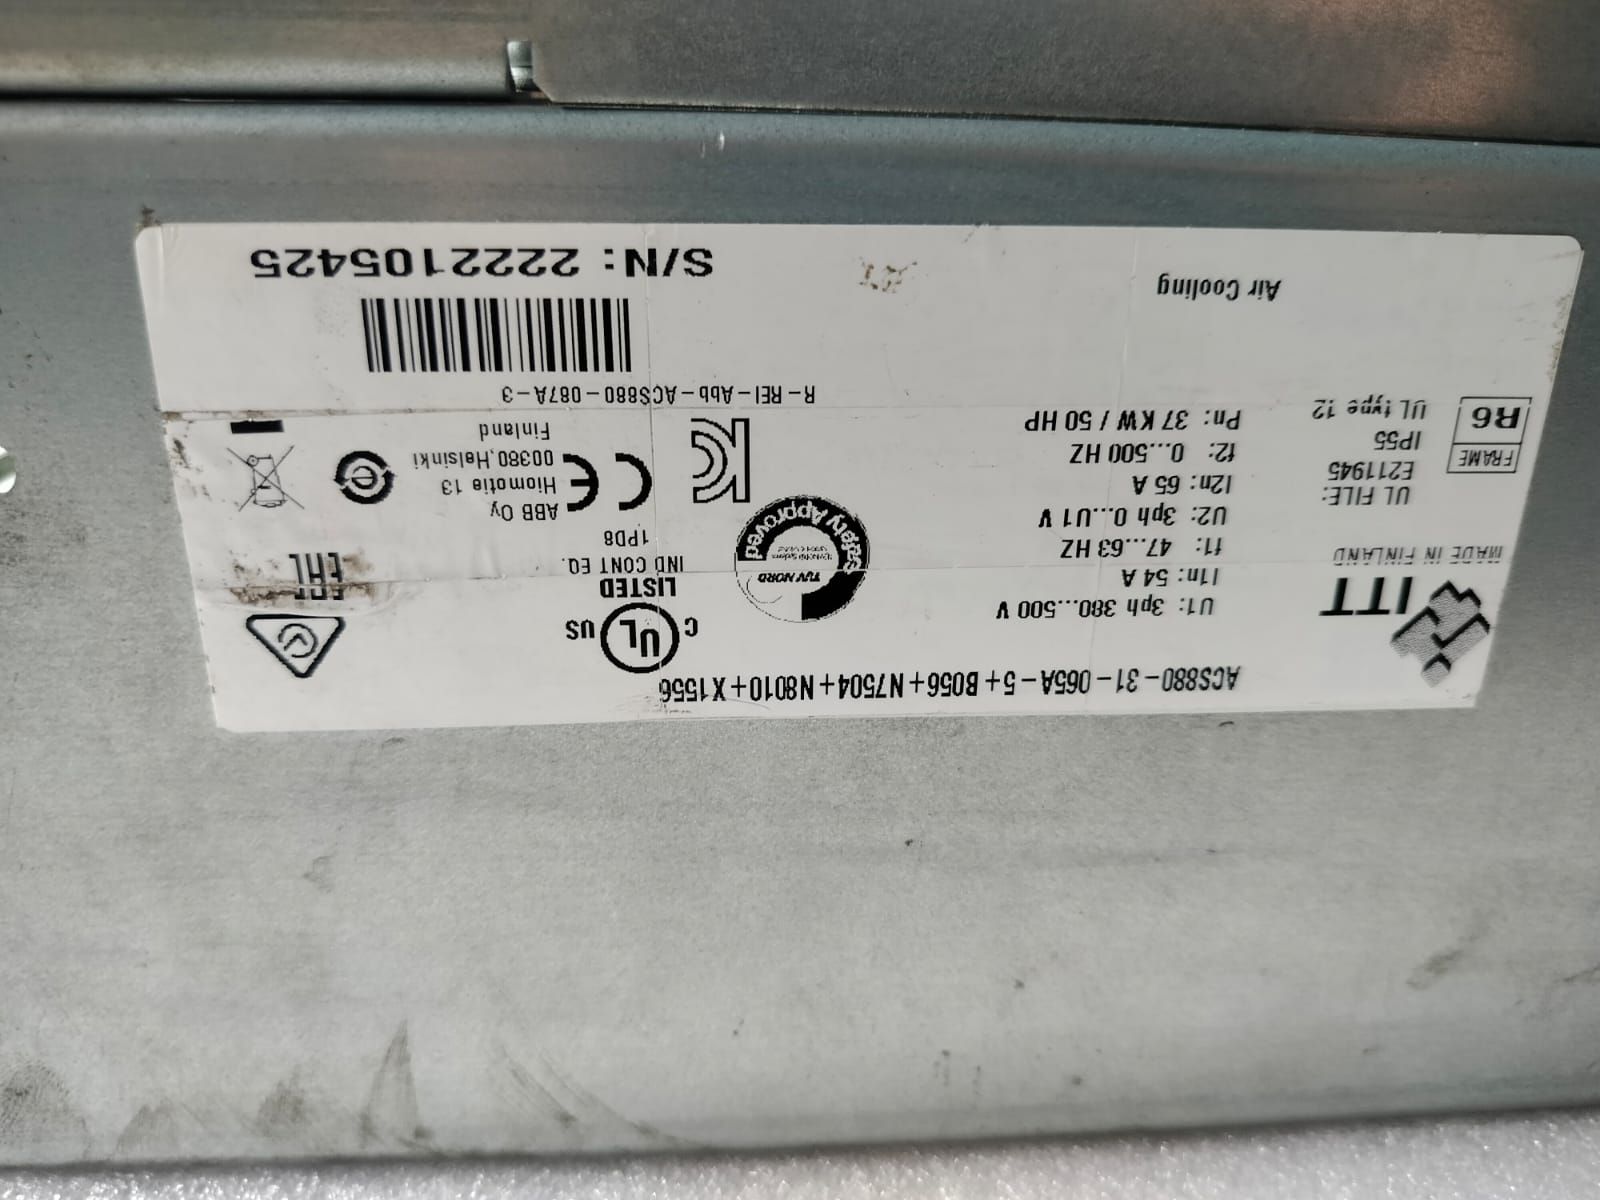 ACS880-31-065A-5+B056+N7504+N8010+X1556
ITT
MADE IN FINLAND
UL FILE:
E211945
IP55
UL type 12
FRAME
R6
U1: 3ph 380...500 V
I1n: 54 A
f1: 47...63 HZ
U2: 3ph 0...U1 V
I2n: 65 A
f2: 0...500 HZ
Pn: 37 KW / 50 HP
Air Cooling
TÜV NORD
Safety Approved
C UL US
LISTED
IND CONT EQ.
1PD8
EAC
CE
ABB Oy
Hiomotie 13
00380,Helsinki
Finland
R-REI-Abb-ACS880-087A-3
S/N: 2222105425